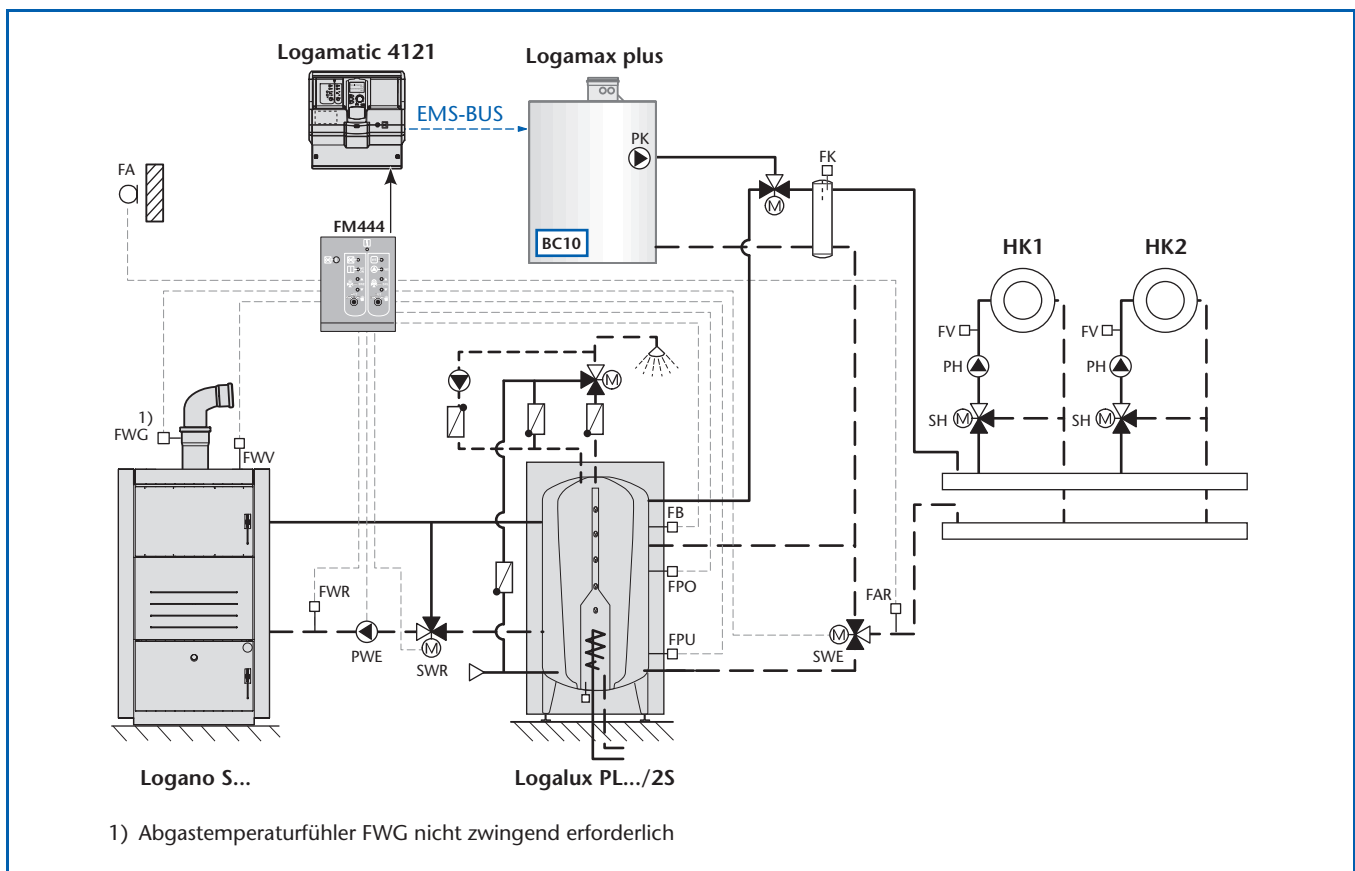 Logamatic 4121
Logamax plus
EMS-BUS
PK
FK
FA
M
FM444
BC10
HK1
HK2
FV
FV
PH
PH
M
1)
FWG
FWV
SH M
SH M
FB
FPO
FWR
FAR
FPU
M
PWE
M
SWR
SWE
Logano S...
Logalux PL.../2S
1) Abgastemperaturfühler FWG nicht zwingend erforderlich